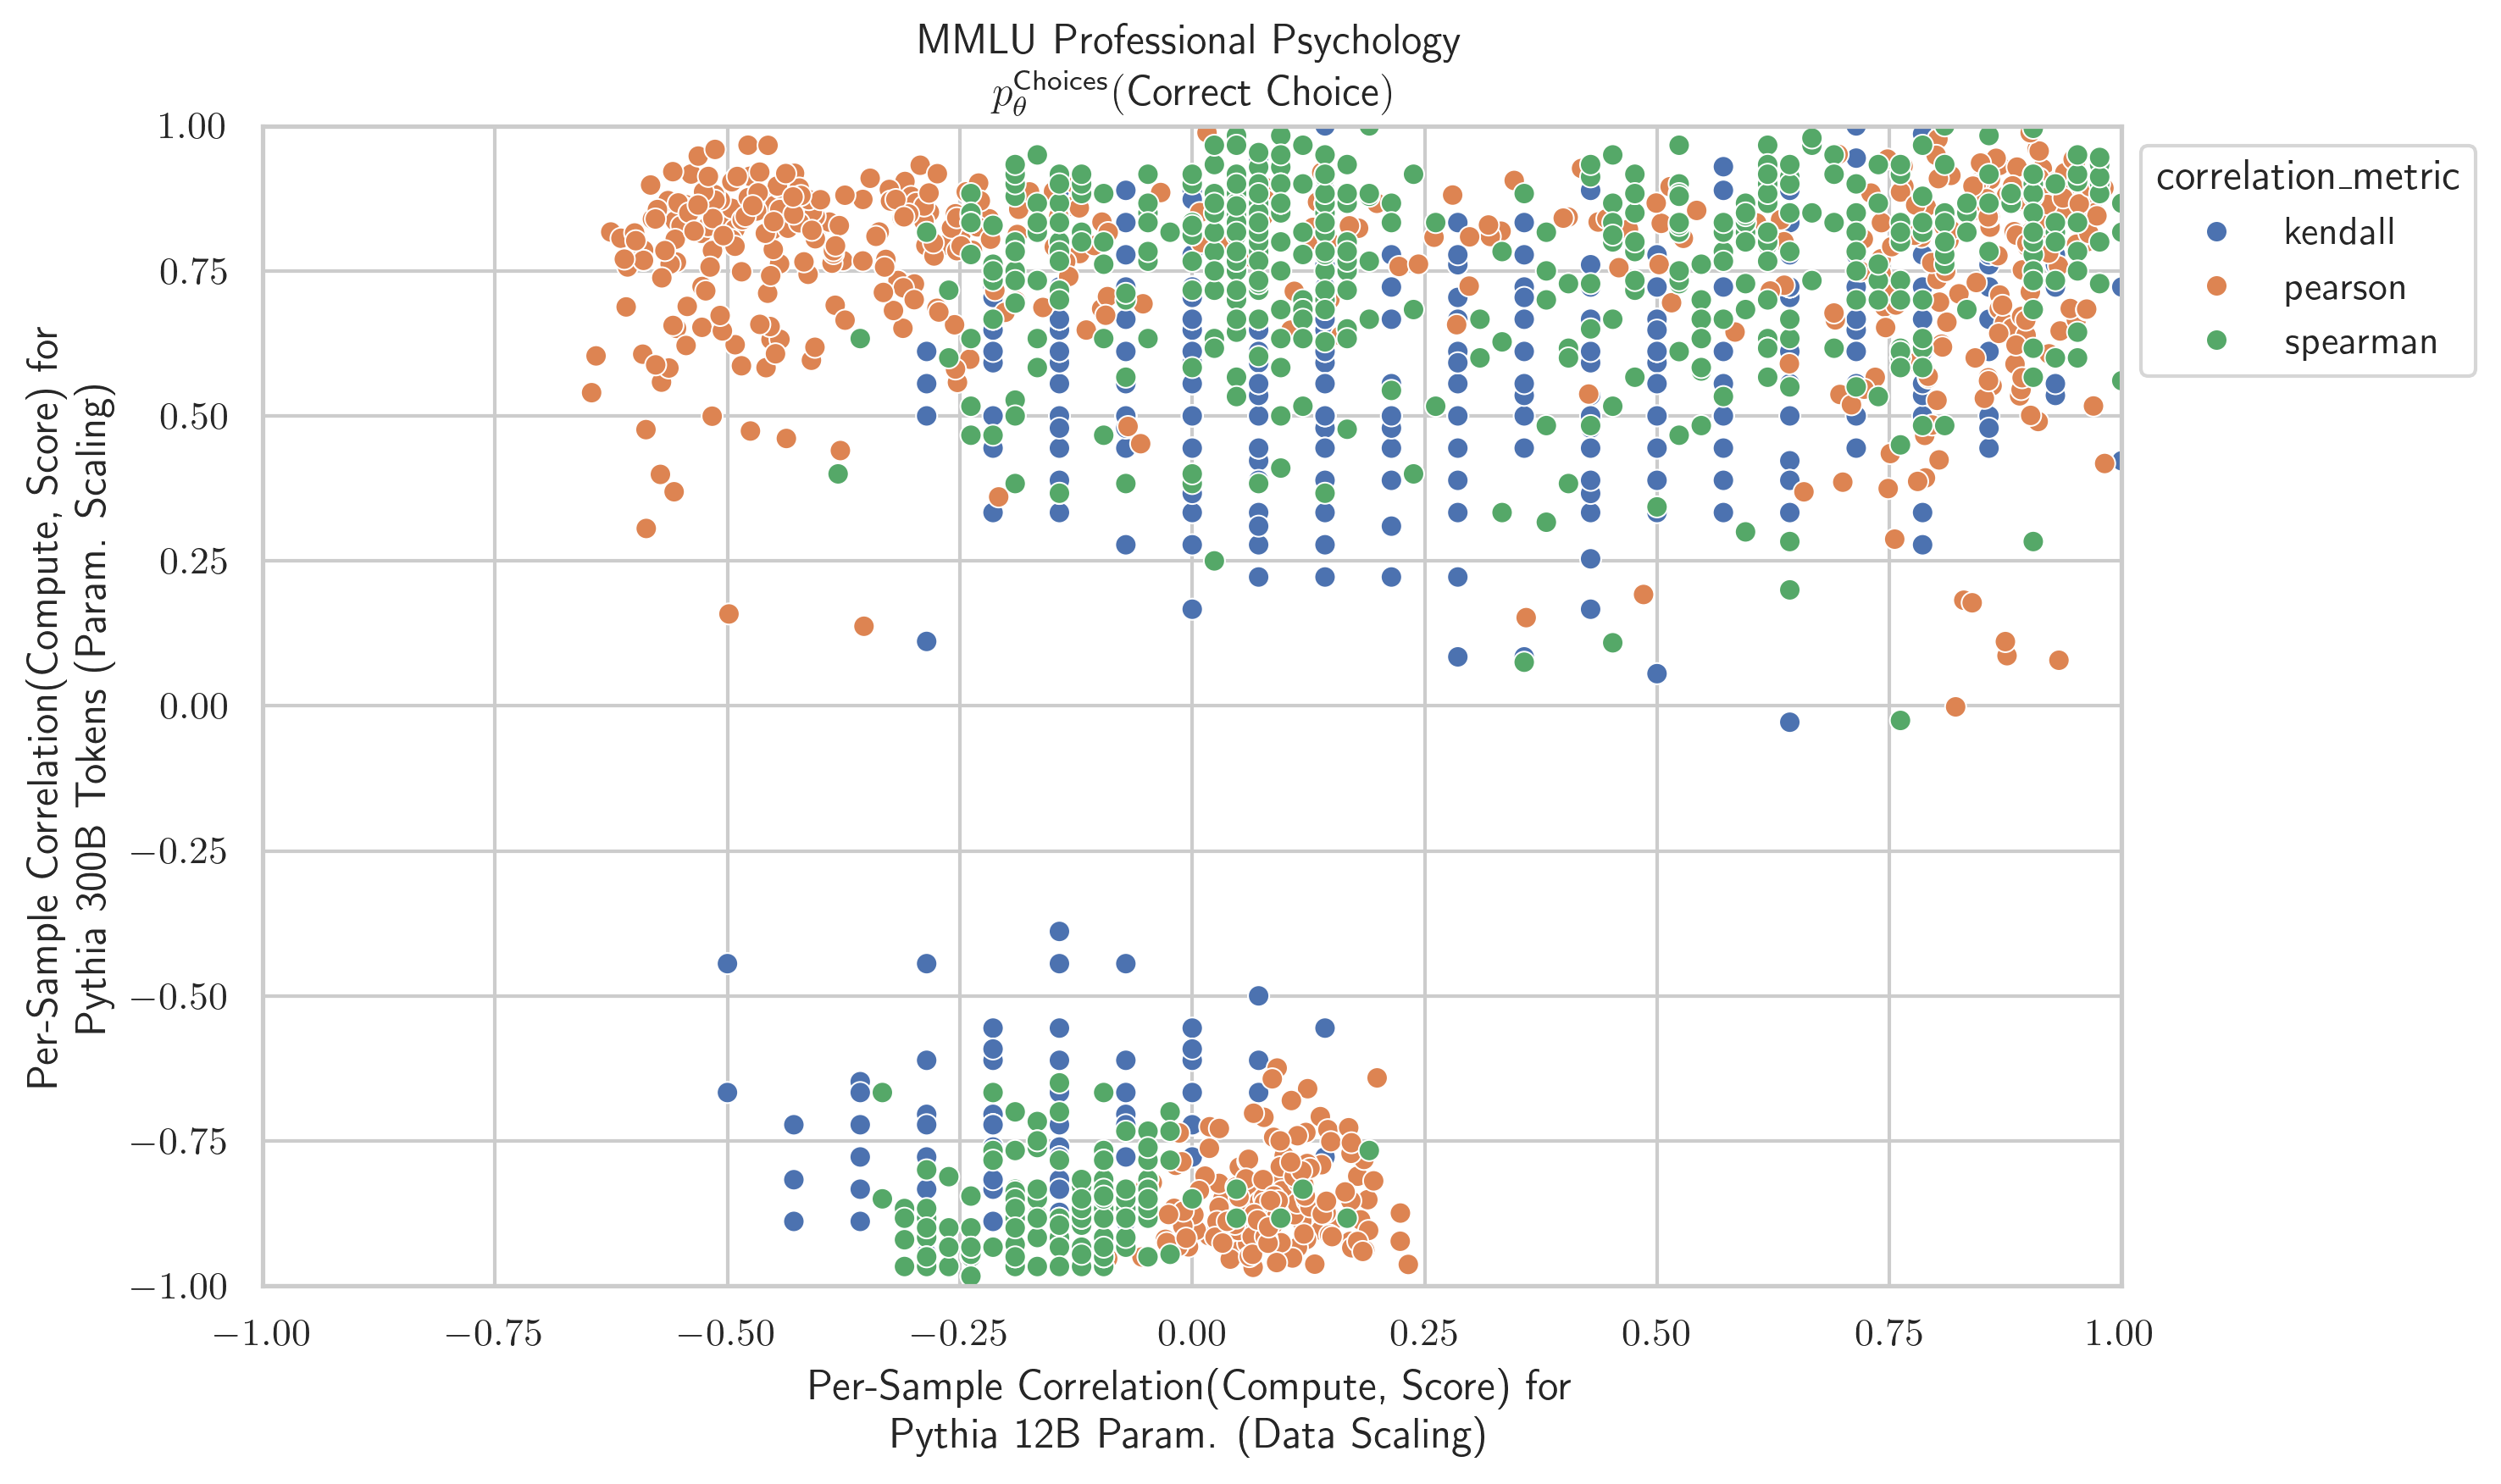 MMLU Professional Psychology
p_θ^Choices(Correct Choice)
Per-Sample Correlation(Compute, Score) for
Pythia 300B Tokens (Param. Scaling)
1.00
0.75
0.50
0.25
0.00
−0.25
−0.50
−0.75
−1.00
−1.00 −0.75 −0.50 −0.25 0.00 0.25 0.50 0.75 1.00
Per-Sample Correlation(Compute, Score) for
Pythia 12B Param. (Data Scaling)
correlation_metric
kendall
pearson
spearman